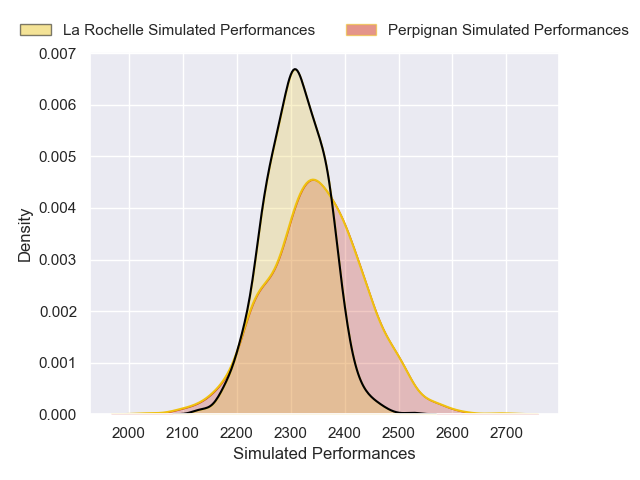 La Rochelle Simulated Performances
Perpignan Simulated Performances
0.007
0.006
0.005
0.004
0.003
0.002
0.001
0.000
Density
2000 2100 2200 2300 2400 2500 2600 2700
Simulated Performances